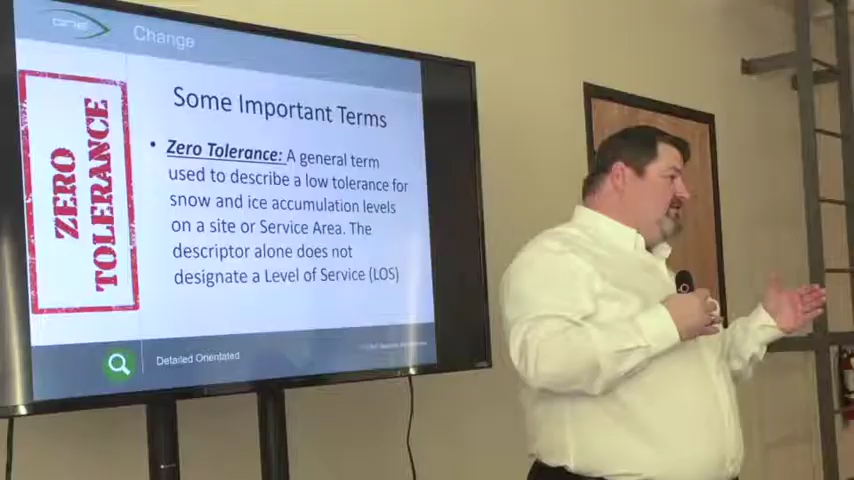 one
Change
Some Important Terms
ZERO
TOLERANCE
• Zero Tolerance: A general term
used to describe a low tolerance for
snow and ice accumulation levels
on a site or Service Area. The
descriptor alone does not
designate a Level of Service (LOS)
Detailed Orientated